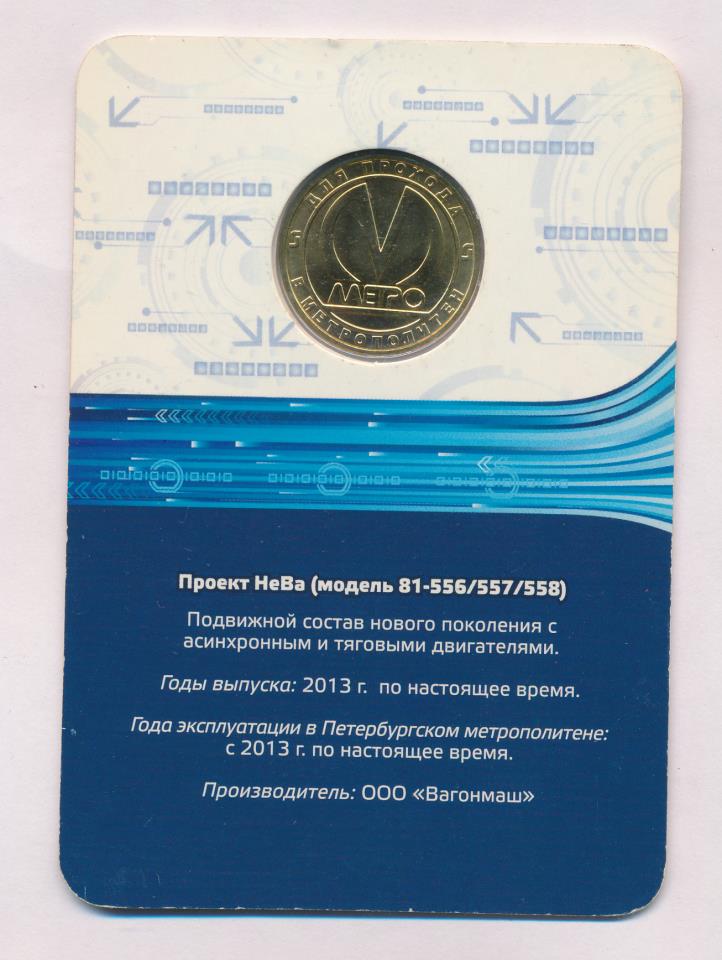 ДЛЯ ПРОХОДА
МЕТРО
В МЕТРОПОЛИТЕН
Проект НеВа (модель 81-556/557/558)
Подвижной состав нового поколения с
асинхронным и тяговыми двигателями.
Годы выпуска: 2013 г. по настоящее время.
Года эксплуатации в Петербургском метрополитене:
с 2013 г. по настоящее время.
Производитель: ООО «Вагонмаш»